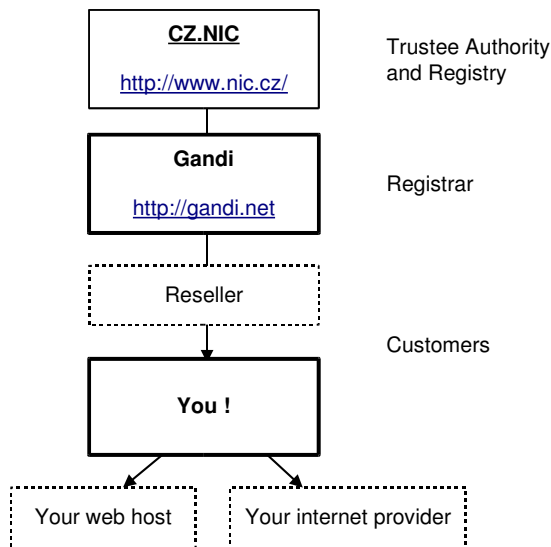 CZ.NIC
http://www.nic.cz/
Trustee Authority
and Registry
Gandi
http://gandi.net
Registrar
Reseller
Customers
You !
Your web host
Your internet provider